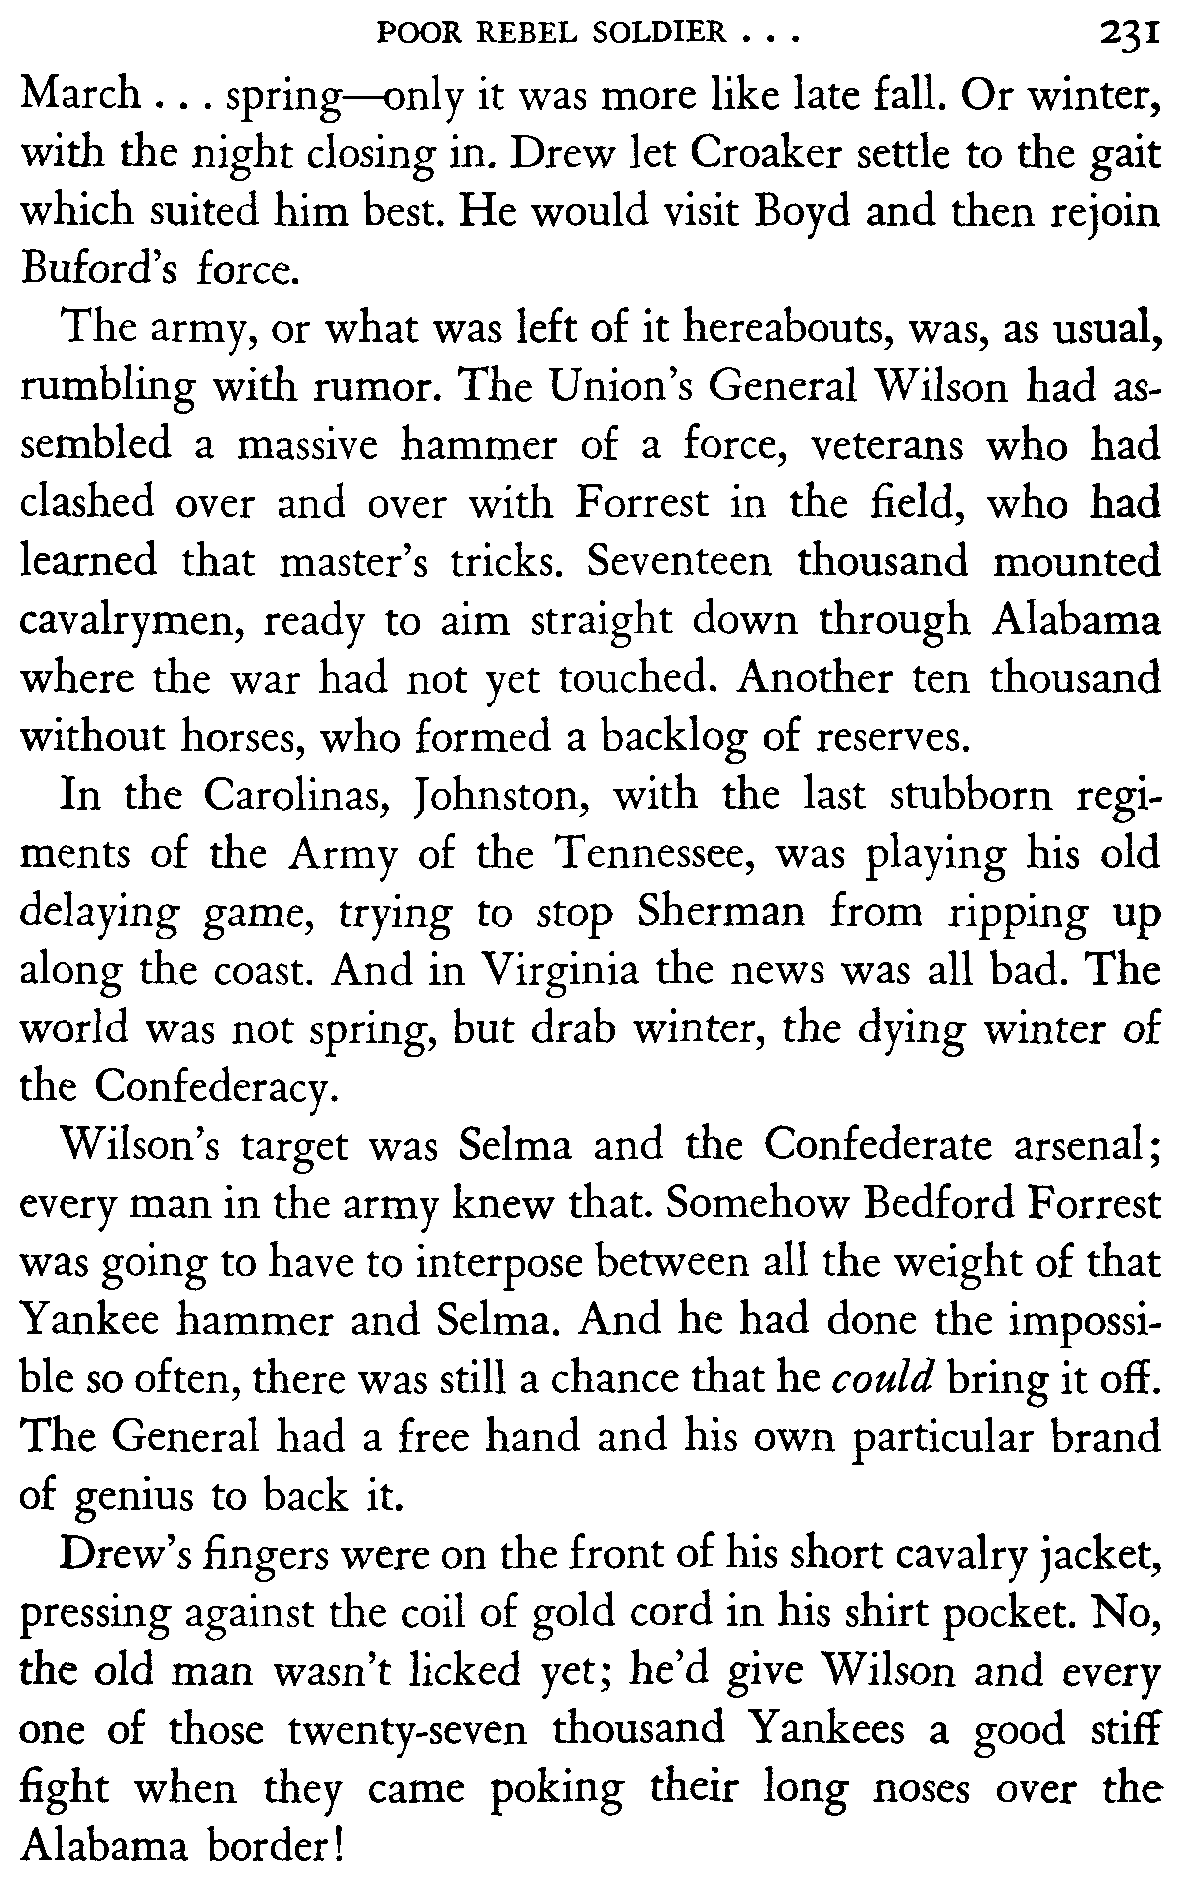 POOR REBEL SOLDIER . . . 231
March . . . spring—only it was more like late fall. Or winter,
with the night closing in. Drew let Croaker settle to the gait
which suited him best. He would visit Boyd and then rejoin
Buford's force.
The army, or what was left of it hereabouts, was, as usual,
rumbling with rumor. The Union's General Wilson had as-
sembled a massive hammer of a force, veterans who had
clashed over and over with Forrest in the field, who had
learned that master's tricks. Seventeen thousand mounted
cavalrymen, ready to aim straight down through Alabama
where the war had not yet touched. Another ten thousand
without horses, who formed a backlog of reserves.
In the Carolinas, Johnston, with the last stubborn regi-
ments of the Army of the Tennessee, was playing his old
delaying game, trying to stop Sherman from ripping up
along the coast. And in Virginia the news was all bad. The
world was not spring, but drab winter, the dying winter of
the Confederacy.
Wilson's target was Selma and the Confederate arsenal;
every man in the army knew that. Somehow Bedford Forrest
was going to have to interpose between all the weight of that
Yankee hammer and Selma. And he had done the impossi-
ble so often, there was still a chance that he could bring it off.
The General had a free hand and his own particular brand
of genius to back it.
Drew's fingers were on the front of his short cavalry jacket,
pressing against the coil of gold cord in his shirt pocket. No,
the old man wasn't licked yet; he'd give Wilson and every
one of those twenty-seven thousand Yankees a good stiff
fight when they came poking their long noses over the
Alabama border!